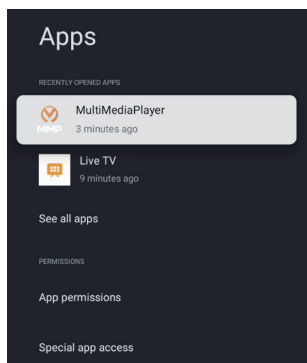 Apps
RECENTLY OPENED APPS
MultiMediaPlayer
MMP
3 minutes ago
Live TV
9 minutes ago
See all apps
PERMISSIONS
App permissions
Special app access